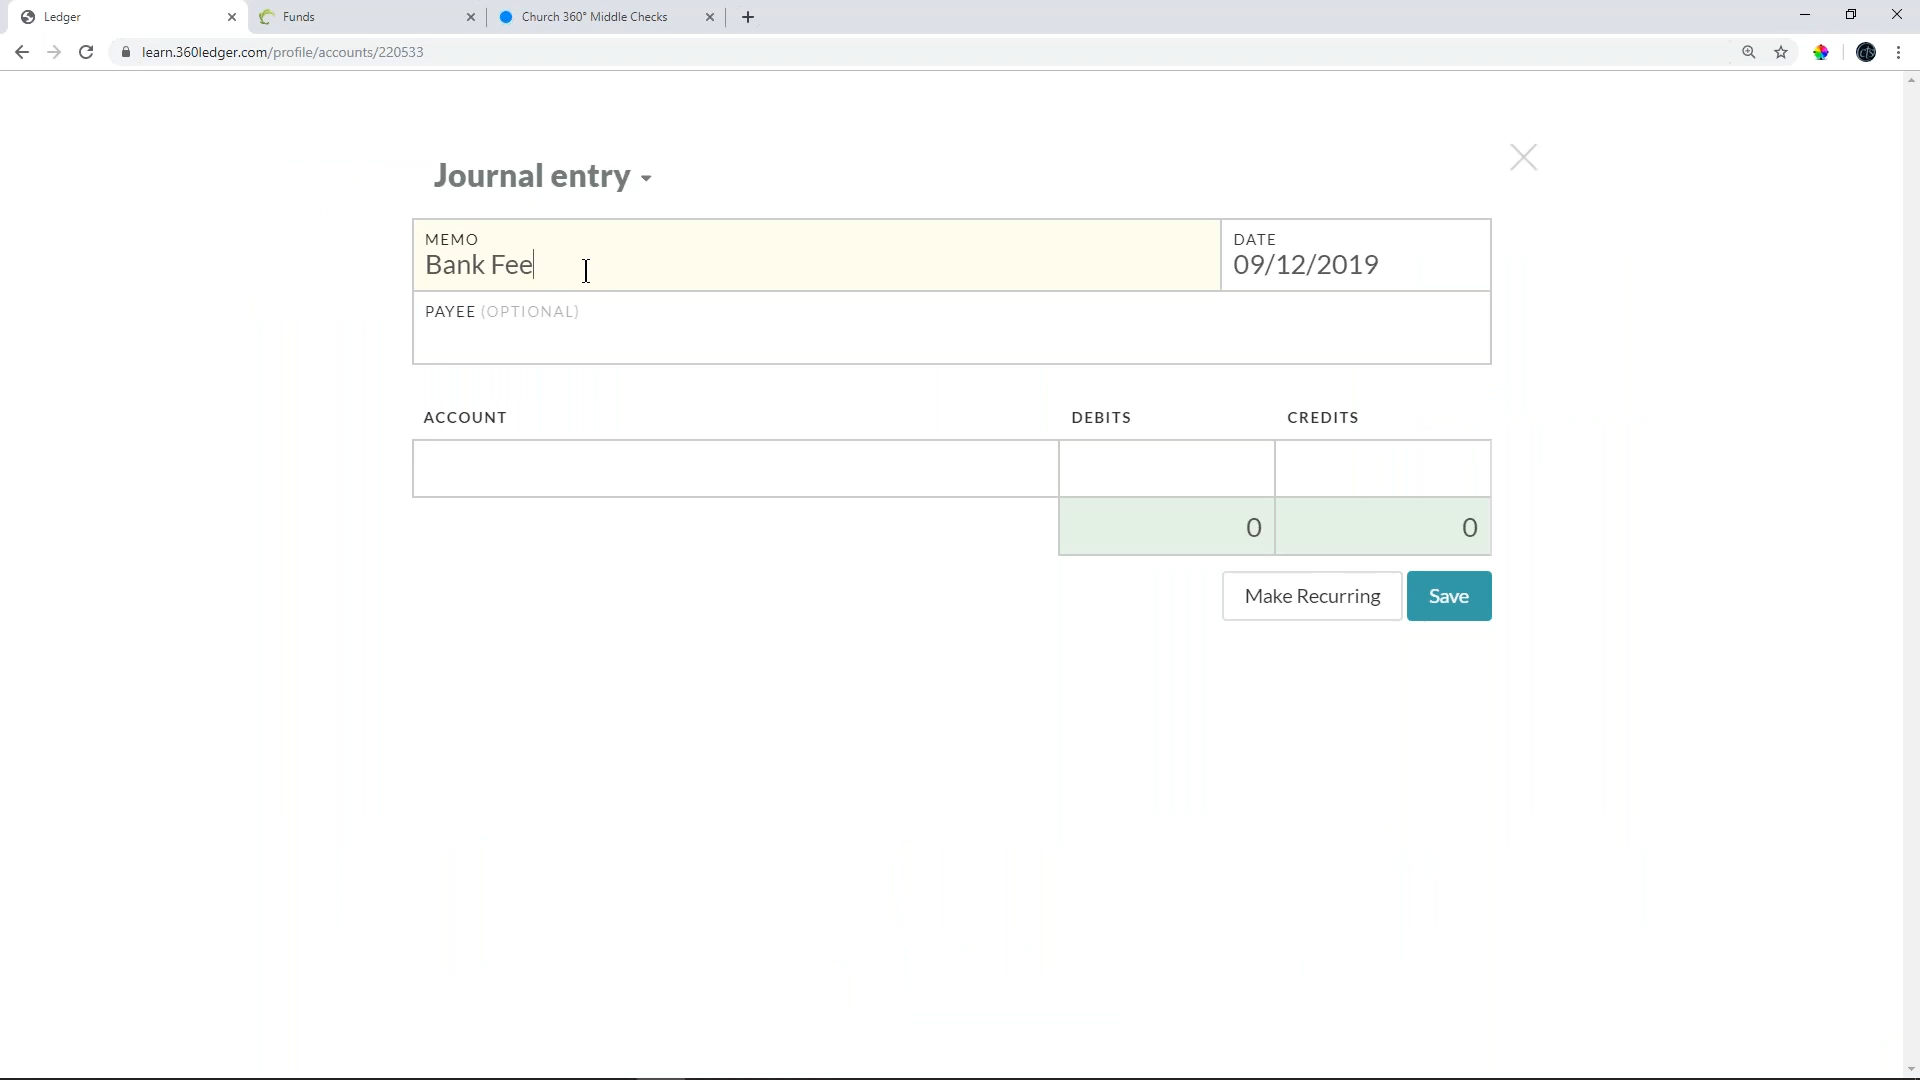 Ledger
Funds
Church 360° Middle Checks
learn.360ledger.com/profile/accounts/220533
Journal entry
MEMO
Bank Fee
DATE
09/12/2019
PAYEE (OPTIONAL)
ACCOUNT
DEBITS
CREDITS
0
0
Make Recurring
Save